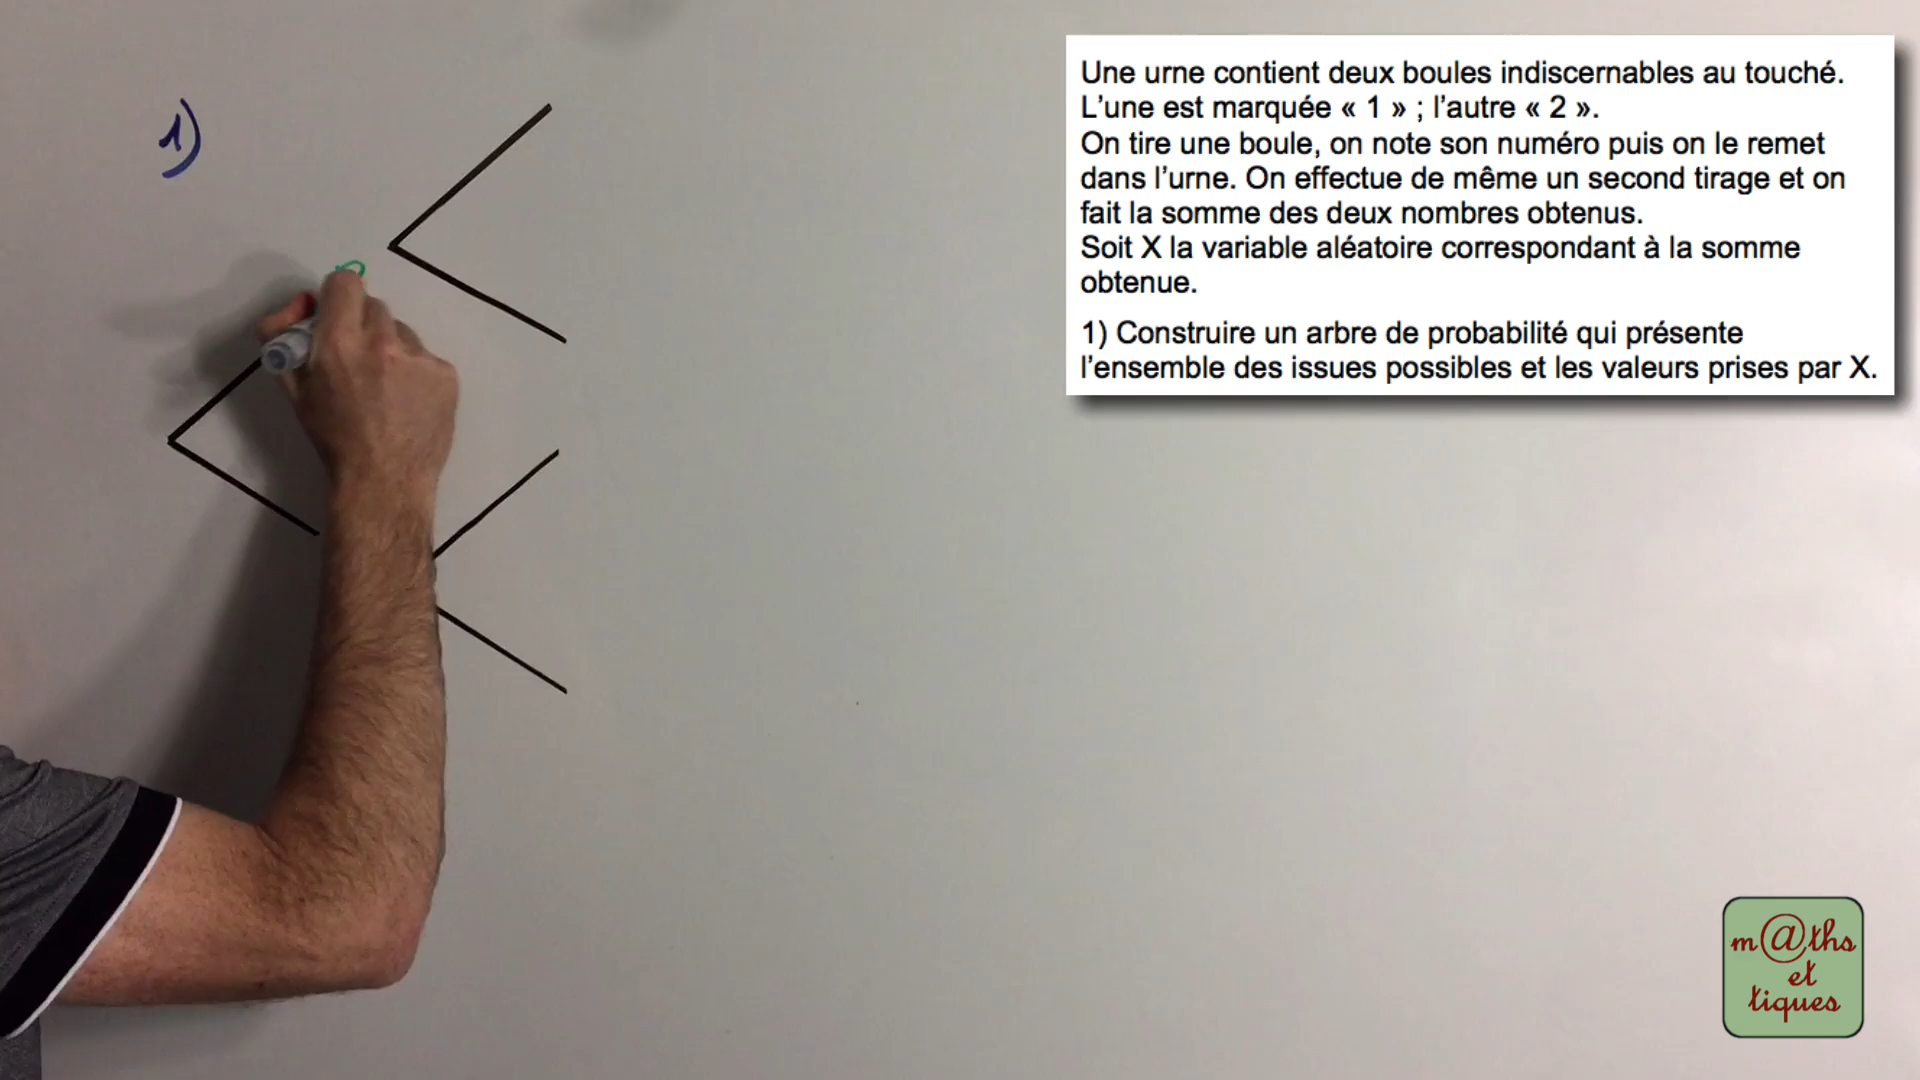 1)
Une urne contient deux boules indiscernables au touché.
L'une est marquée « 1 » ; l'autre « 2 ».
On tire une boule, on note son numéro puis on le remet
dans l'urne. On effectue de même un second tirage et on
fait la somme des deux nombres obtenus.
Soit X la variable aléatoire correspondant à la somme
obtenue.
1) Construire un arbre de probabilité qui présente
l'ensemble des issues possibles et les valeurs prises par X.
m@ths
et
tiques